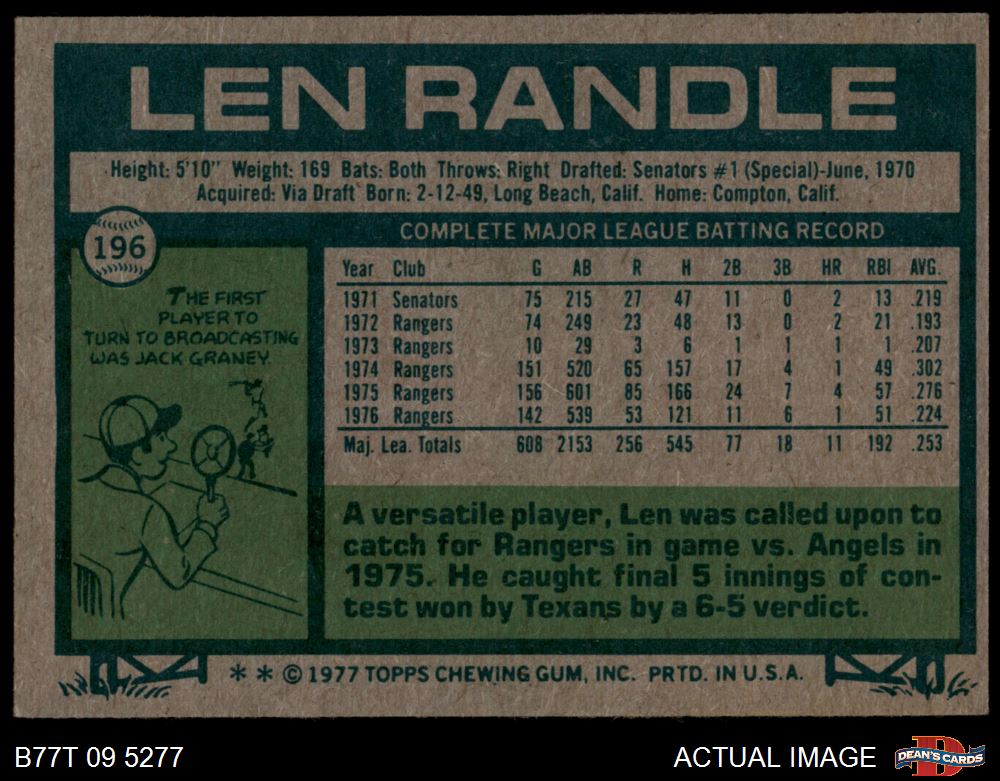 LEN RANDLE
Height: 5'10" Weight: 169 Bats: Both Throws: Right Drafted: Senators #1 (Special)-June, 1970
Acquired: Via Draft Born: 2-12-49, Long Beach, Calif. Home: Compton, Calif.
196
THE FIRST
PLAYER TO
TURN TO BROADCASTING
WAS JACK GRANEY.
COMPLETE MAJOR LEAGUE BATTING RECORD
Year Club G AB R H 2B 3B HR RBI AVG.
1971 Senators 75 215 27 47 11 0 2 13 .219
1972 Rangers 74 249 23 48 13 0 2 21 .193
1973 Rangers 10 29 3 6 1 1 1 1 .207
1974 Rangers 151 520 65 157 17 4 1 49 .302
1975 Rangers 156 601 85 166 24 7 4 57 .276
1976 Rangers 142 539 53 121 11 6 1 51 .224
Maj. Lea. Totals 608 2153 256 545 77 18 11 192 .253
A versatile player, Len was called upon to
catch for Rangers in game vs. Angels in
1975. He caught final 5 innings of con-
test won by Texans by a 6-5 verdict.
** © 1977 TOPPS CHEWING GUM, INC. PRTD. IN U.S.A.
B77T 09 5277
ACTUAL IMAGE
D
DEAN'S CARDS